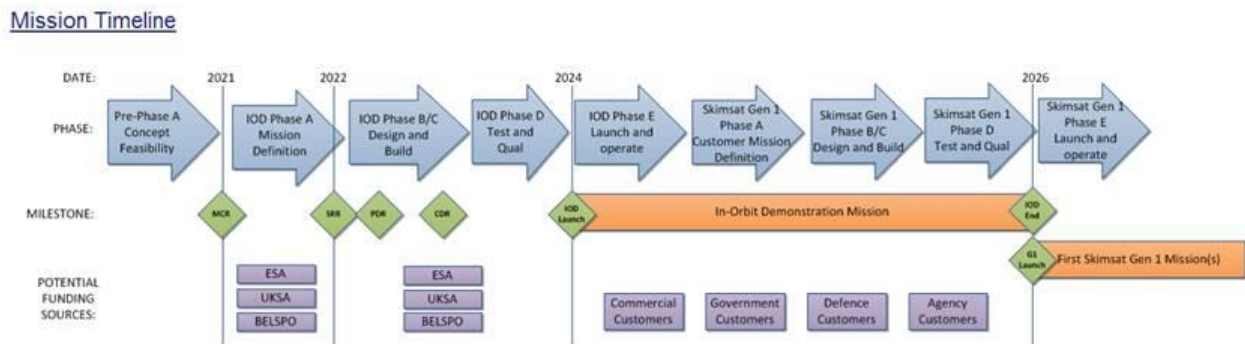 Mission Timeline
DATE:
2021
2022
2024
2026
PHASE:
Pre-Phase A
Concept
Feasibility
IOD Phase A
Mission
Definition
IOD Phase B/C
Design and
Build
IOD Phase D
Test and
Qual
IOD Phase E
Launch and
operate
Skimsat Gen 1
Phase A
Customer Mission
Definition
Skimsat Gen 1
Phase B/C
Design and Build
Skimsat Gen 1
Phase D
Test and Qual
Skimsat Gen 1
Phase E
Launch and
operate
MILESTONE:
MCR
SRR
PDR
CDR
IOD
Launch
In-Orbit Demonstration Mission
IOD
End
G1
Launch
First Skimsat Gen 1 Mission(s)
POTENTIAL
FUNDING
SOURCES:
ESA
UKSA
BELSPO
ESA
UKSA
BELSPO
Commercial
Customers
Government
Customers
Defence
Customers
Agency
Customers